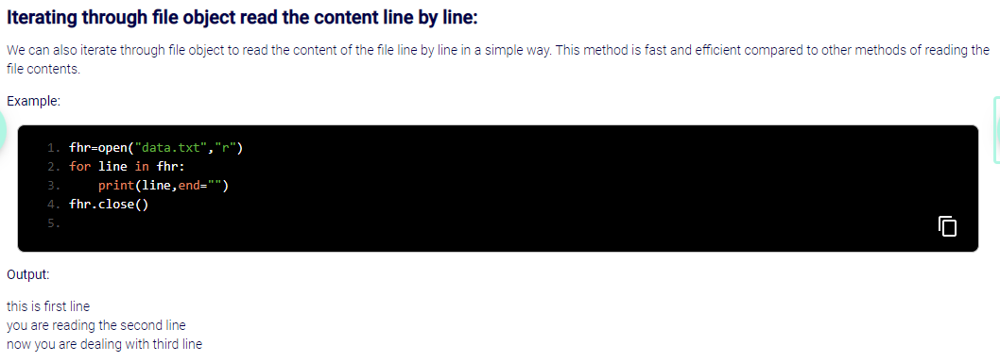 Iterating through file object read the content line by line:
We can also iterate through file object to read the content of the file line by line in a simple way. This method is fast and efficient compared to other methods of reading the
file contents.
Example:
1. fhr=open("data.txt","r")
2. for line in fhr:
3.     print(line,end="")
4. fhr.close()
5.
Output:
this is first line
you are reading the second line
now you are dealing with third line